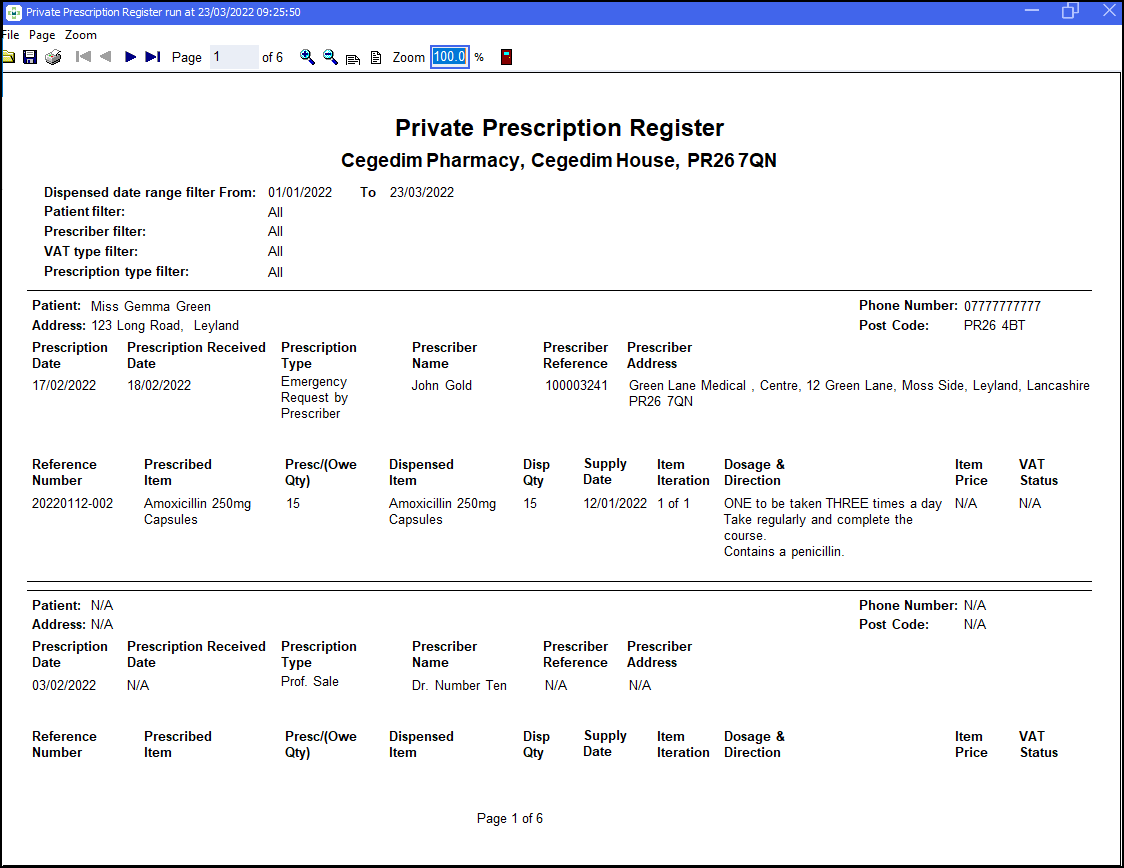 Private Prescription Register run at 23/03/2022 09:25:50
File Page Zoom
Page 1 of 6 Zoom 100.0 %
Private Prescription Register
Cegedim Pharmacy, Cegedim House, PR26 7QN
Dispensed date range filter From: 01/01/2022 To 23/03/2022
Patient filter: All
Prescriber filter: All
VAT type filter: All
Prescription type filter: All
Patient: Miss Gemma Green Phone Number: 07777777777
Address: 123 Long Road, Leyland Post Code: PR26 4BT
Prescription Prescription Received Prescription Prescriber Prescriber Prescriber
Date Date Type Name Reference Address
17/02/2022 18/02/2022 Emergency John Gold 100003241 Green Lane Medical , Centre, 12 Green Lane, Moss Side, Leyland, Lancashire
Request by PR26 7QN
Prescriber
Reference Prescribed Presc/(Owe Dispensed Disp Supply Item Dosage & Item VAT
Number Item Qty) Item Qty Date Iteration Direction Price Status
20220112-002 Amoxicillin 250mg 15 Amoxicillin 250mg 15 12/01/2022 1 of 1 ONE to be taken THREE times a day N/A N/A
Capsules Capsules Take regularly and complete the
course.
Contains a penicillin.
Patient: N/A Phone Number: N/A
Address: N/A Post Code: N/A
Prescription Prescription Received Prescription Prescriber Prescriber Prescriber
Date Date Type Name Reference Address
03/02/2022 N/A Prof. Sale Dr. Number Ten N/A N/A
Reference Prescribed Presc/(Owe Dispensed Disp Supply Item Dosage & Item VAT
Number Item Qty) Item Qty Date Iteration Direction Price Status
Page 1 of 6